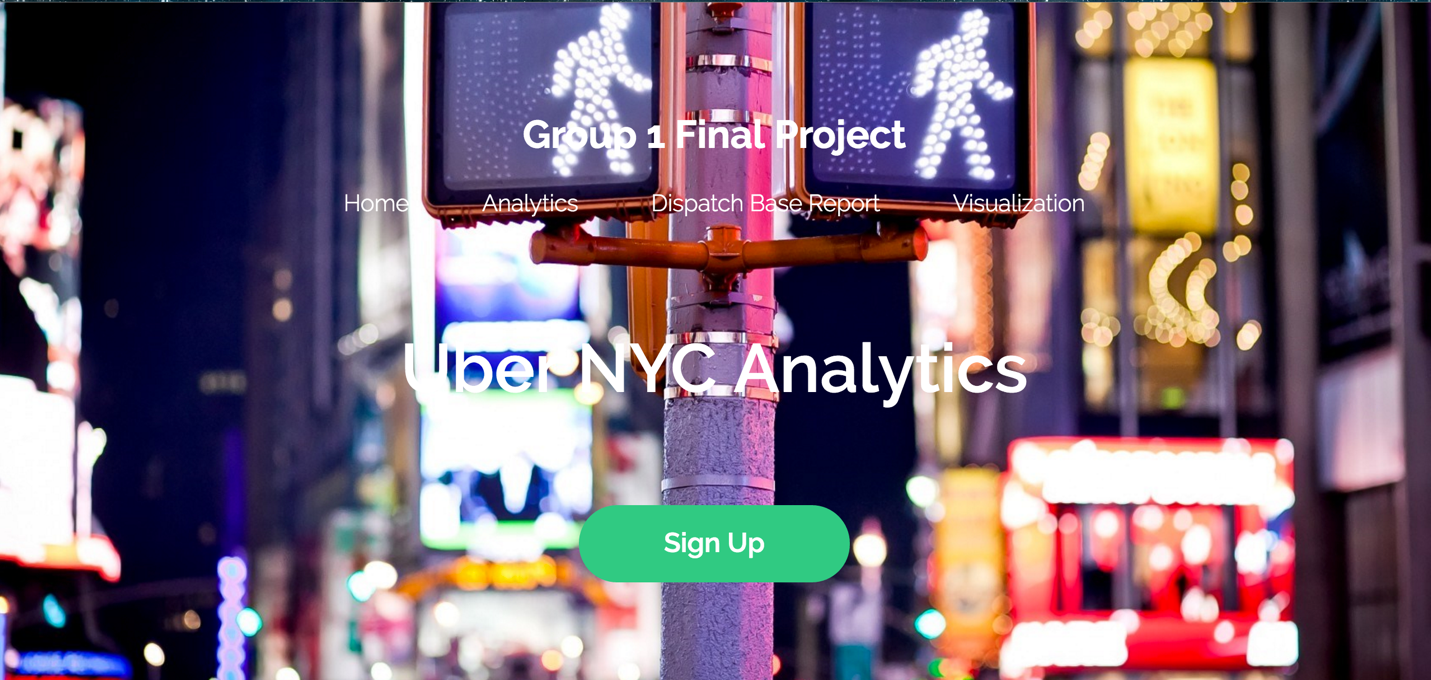 Group 1 Final Project
Home Analytics Dispatch Base Report Visualization
Uber NYC Analytics
Sign Up